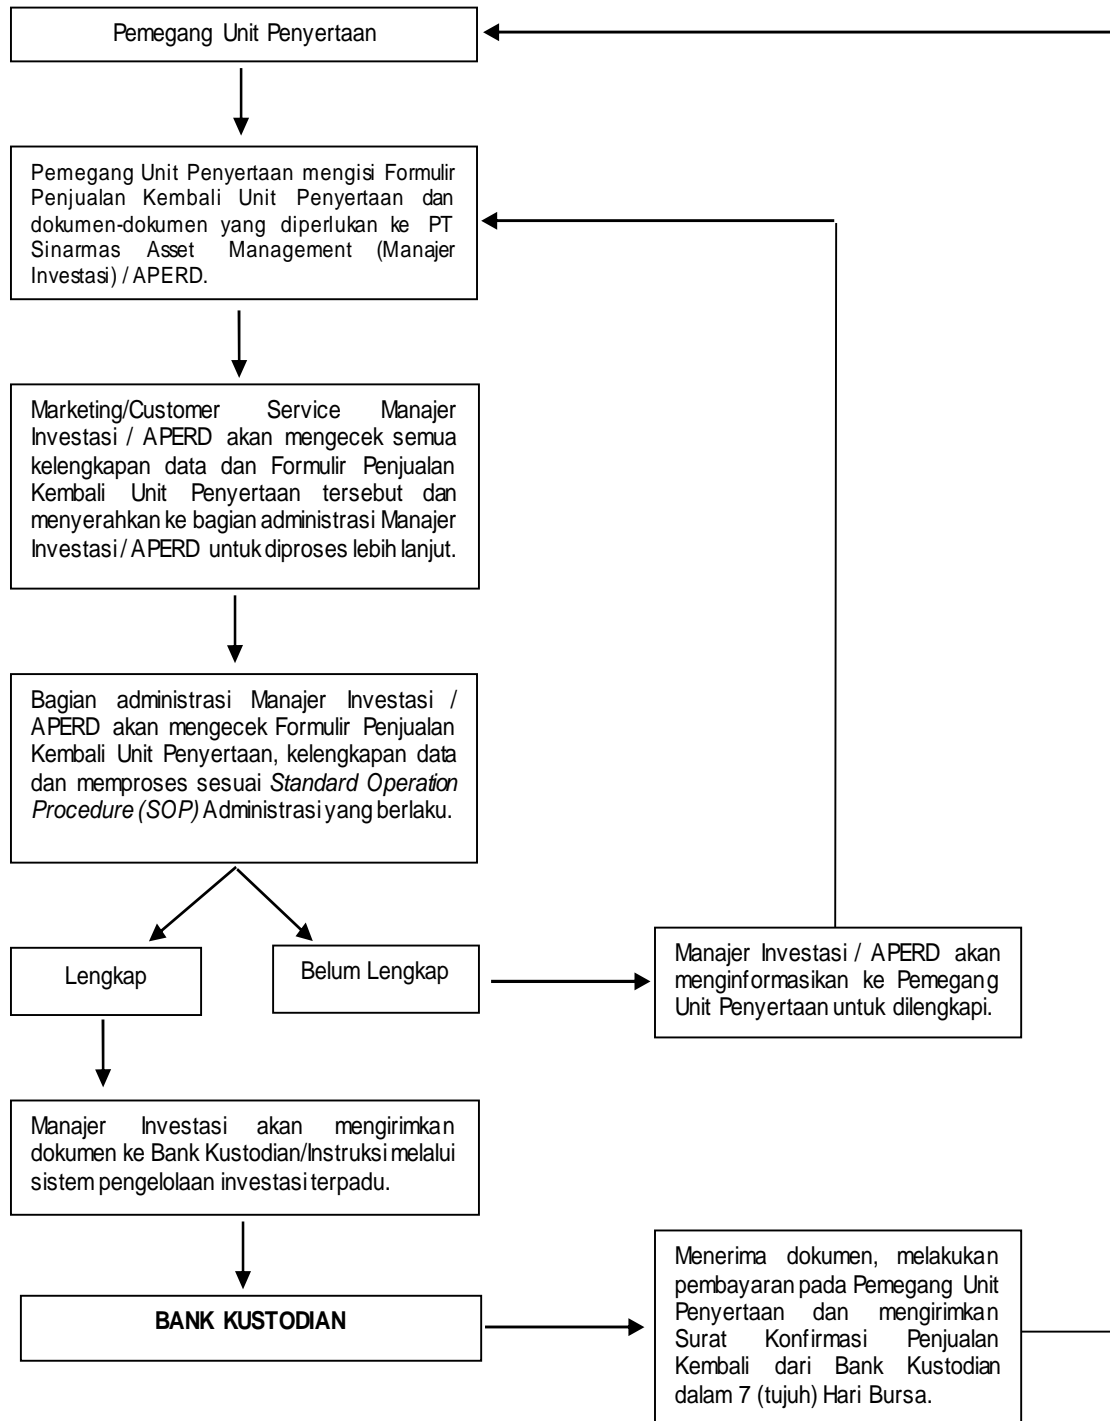 Pemegang Unit Penyertaan
Pemegang Unit Penyertaan mengisi Formulir
Penjualan Kembali Unit Penyertaan dan
dokumen-dokumen yang diperlukan ke PT
Sinarmas Asset Management (Manajer
Investasi) / APERD.
Marketing/Customer Service Manajer
Investasi / APERD akan mengecek semua
kelengkapan data dan Formulir Penjualan
Kembali Unit Penyertaan tersebut dan
menyerahkan ke bagian administrasi Manajer
Investasi / APERD untuk diproses lebih lanjut.
Bagian administrasi Manajer Investasi /
APERD akan mengecek Formulir Penjualan
Kembali Unit Penyertaan, kelengkapan data
dan memproses sesuai Standard Operation
Procedure (SOP) Administrasi yang berlaku.
Lengkap
Belum Lengkap
Manajer Investasi / APERD akan
menginformasikan ke Pemegang
Unit Penyertaan untuk dilengkapi.
Manajer Investasi akan mengirimkan
dokumen ke Bank Kustodian/Instruksi melalui
sistem pengelolaan investasi terpadu.
BANK KUSTODIAN
Menerima dokumen, melakukan
pembayaran pada Pemegang Unit
Penyertaan dan mengirimkan
Surat Konfirmasi Penjualan
Kembali dari Bank Kustodian
dalam 7 (tujuh) Hari Bursa.